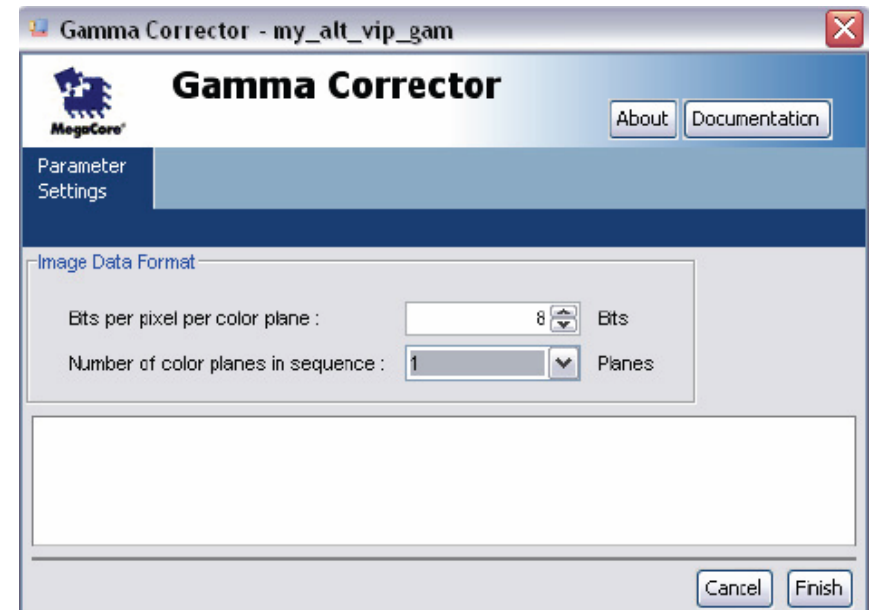 Gamma Corrector - my_alt_vip_gam
Gamma Corrector
MegaCore'
About Documentation
Parameter
Settings
Image Data Format
Bits per pixel per color plane : 8 Bits
Number of color planes in sequence : 1 Planes
Cancel Finish